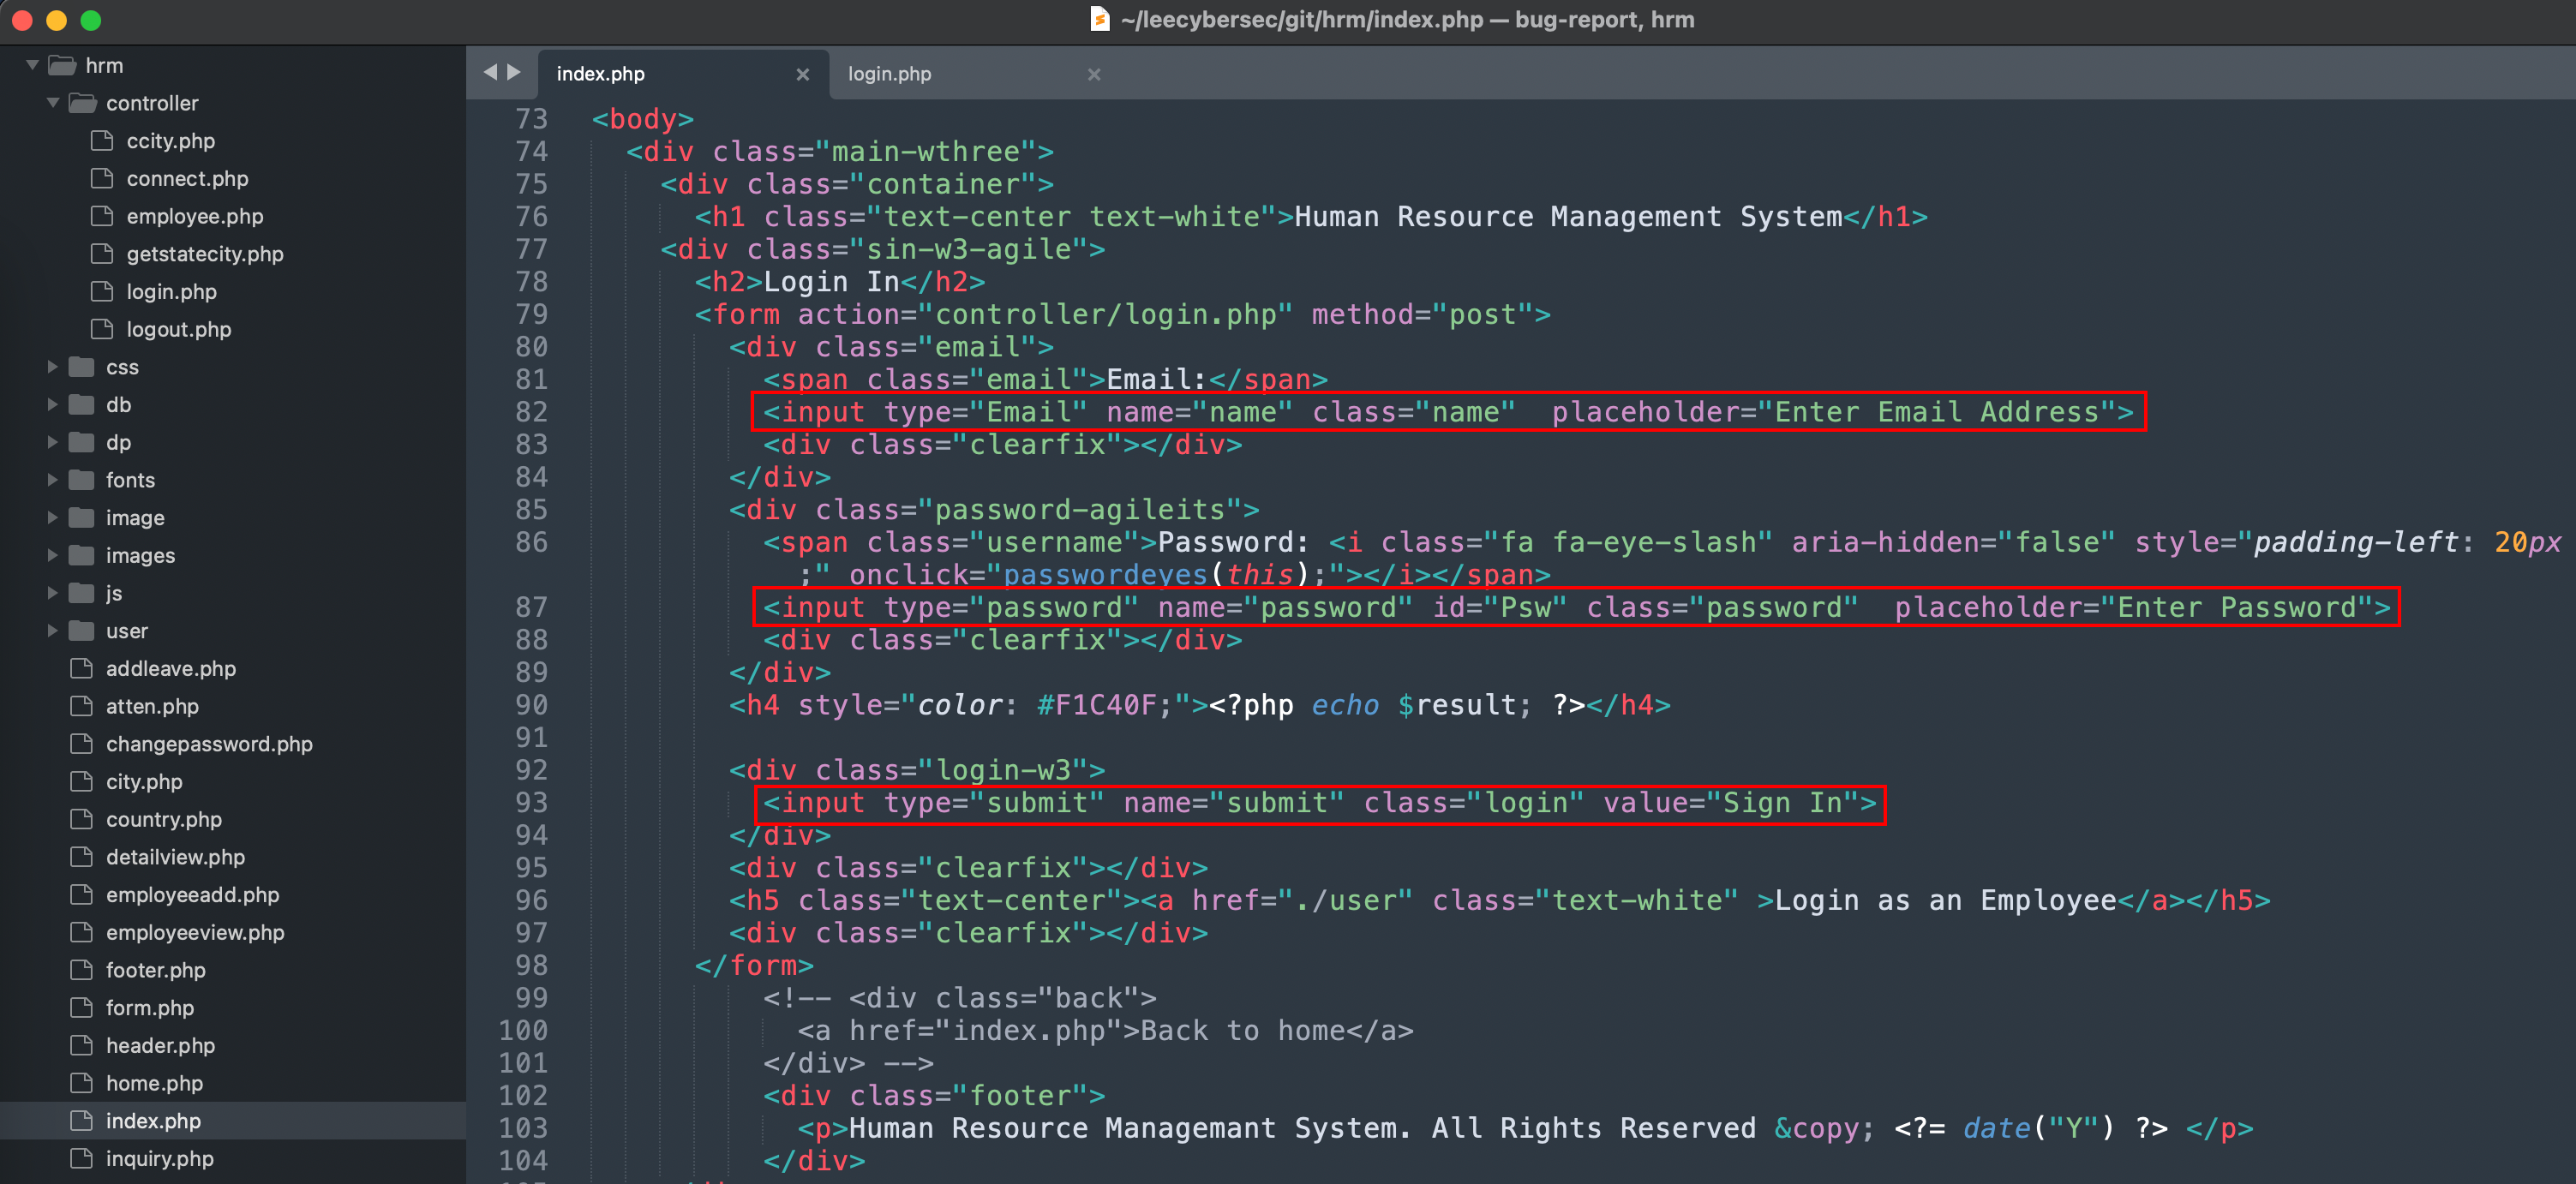 ~/leecybersec/git/hrm/index.php — bug-report, hrm
hrm
controller
ccity.php
connect.php
employee.php
getstatecity.php
login.php
logout.php
css
db
dp
fonts
image
images
js
user
addleave.php
atten.php
changepassword.php
city.php
country.php
detailview.php
employeeadd.php
employeeview.php
footer.php
form.php
header.php
home.php
index.php
inquiry.php
index.php × login.php ×
73 <body>
74 <div class="main-wthree">
75 <div class="container">
76 <h1 class="text-center text-white">Human Resource Management System</h1>
77 <div class="sin-w3-agile">
78 <h2>Login In</h2>
79 <form action="controller/login.php" method="post">
80 <div class="email">
81 <span class="email">Email:</span>
82 <input type="Email" name="name" class="name"  placeholder="Enter Email Address">
83 <div class="clearfix"></div>
84 </div>
85 <div class="password-agileits">
86 <span class="username">Password: <i class="fa fa-eye-slash" aria-hidden="false" style="padding-left: 20px
;" onclick="passwordeyes(this);"></i></span>
87 <input type="password" name="password" id="Psw" class="password"  placeholder="Enter Password">
88 <div class="clearfix"></div>
89 </div>
90 <h4 style="color: #F1C40F;"><?php echo $result; ?></h4>
91
92 <div class="login-w3">
93 <input type="submit" name="submit" class="login" value="Sign In">
94 </div>
95 <div class="clearfix"></div>
96 <h5 class="text-center"><a href="./user" class="text-white" >Login as an Employee</a></h5>
97 <div class="clearfix"></div>
98 </form>
99 <!-- <div class="back">
100 <a href="index.php">Back to home</a>
101 </div> -->
102 <div class="footer">
103 <p>Human Resource Managemant System. All Rights Reserved &copy; <?= date("Y") ?> </p>
104 </div>